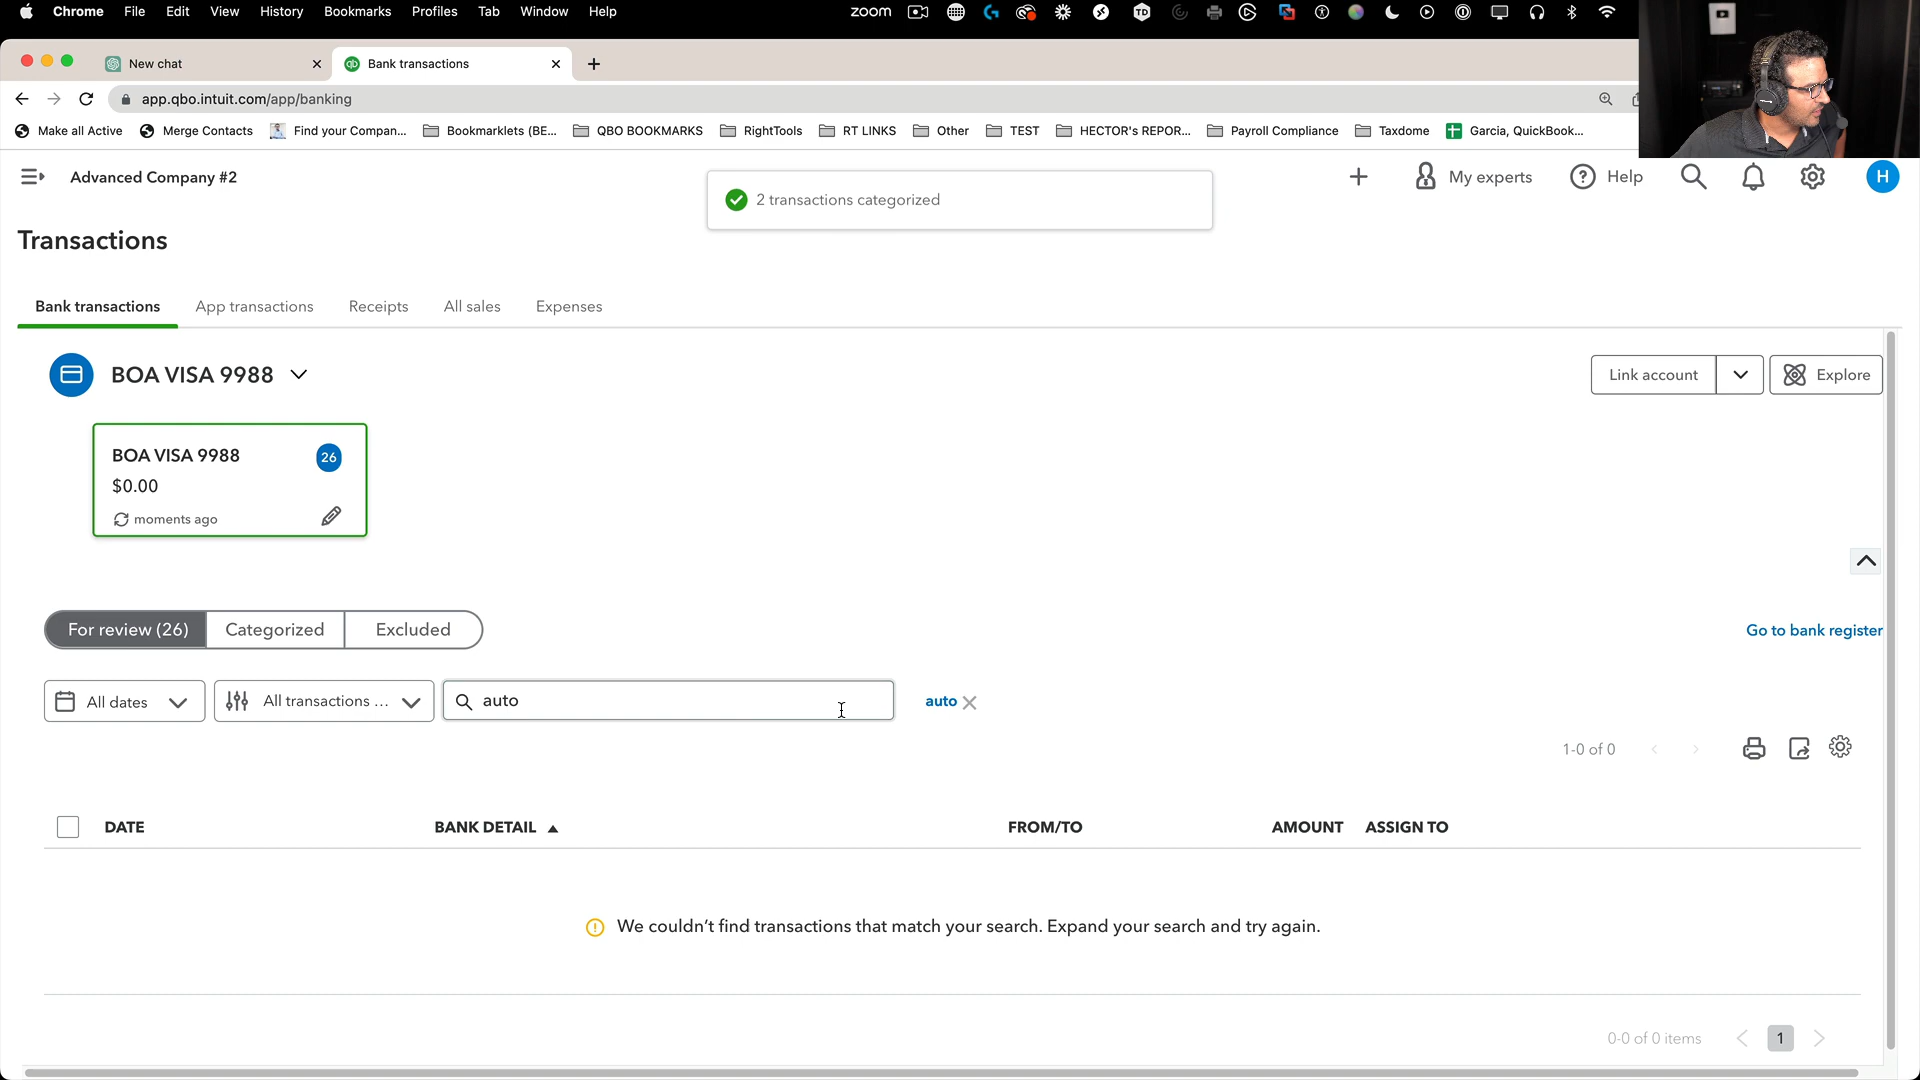 Chrome File Edit View History Bookmarks Profiles Tab Window Help zoom TD
New chat Bank transactions
app.qbo.intuit.com/app/banking
Make all Active Merge Contacts Find your Compan... Bookmarklets (BE... QBO BOOKMARKS RightTools RT LINKS Other TEST HECTOR's REPOR... Payroll Compliance Taxdome Garcia, QuickBook...
Advanced Company #2 My experts Help H
2 transactions categorized
Transactions
Bank transactions App transactions Receipts All sales Expenses
BOA VISA 9988 Link account Explore
BOA VISA 9988 26
$0.00
moments ago
For review (26) Categorized Excluded Go to bank register
All dates All transactions ... auto auto
1-0 of 0
DATE BANK DETAIL FROM/TO AMOUNT ASSIGN TO
We couldn't find transactions that match your search. Expand your search and try again.
0-0 of 0 items 1